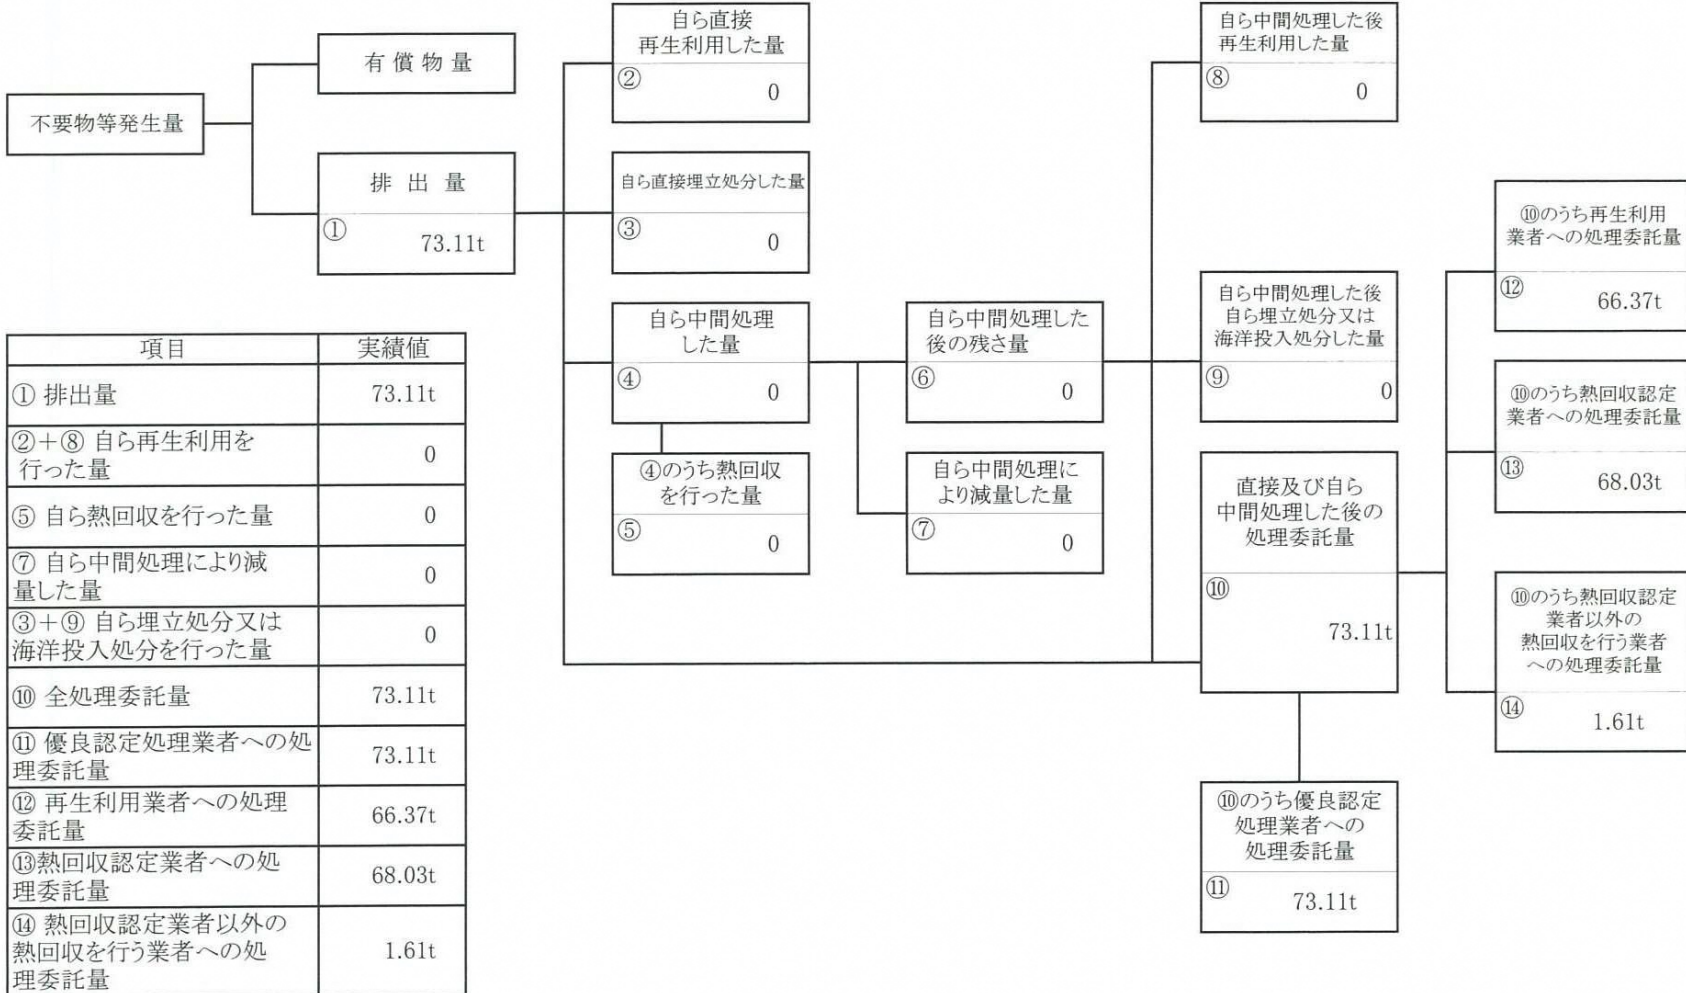 不要物等発生量
有償物量
排出量
①
73.11t
自ら直接
再生利用した量
②
0
自ら直接埋立処分した量
③
0
自ら中間処理
した量
④
0
④のうち熱回収
を行った量
⑤
0
自ら中間処理した
後の残さ量
⑥
0
自ら中間処理に
より減量した量
⑦
0
自ら中間処理した後
再生利用した量
⑧
0
自ら中間処理した後
自ら埋立処分又は
海洋投入処分した量
⑨
0
直接及び自ら
中間処理した後の
処理委託量
⑩
73.11t
⑩のうち優良認定
処理業者への
処理委託量
⑪
73.11t
⑩のうち再生利用
業者への処理委託量
⑫
66.37t
⑩のうち熱回収認定
業者への処理委託量
⑬
68.03t
⑩のうち熱回収認定
業者以外の
熱回収を行う業者
への処理委託量
⑭
1.61t
項目 実績値
① 排出量 73.11t
②+⑧ 自ら再生利用を
行った量 0
⑤ 自ら熱回収を行った量 0
⑦ 自ら中間処理により減
量した量 0
③+⑨ 自ら埋立処分又は
海洋投入処分を行った量 0
⑩ 全処理委託量 73.11t
⑪ 優良認定処理業者への処
理委託量 73.11t
⑫ 再生利用業者への処理
委託量 66.37t
⑬熱回収認定業者への処
理委託量 68.03t
⑭ 熱回収認定業者以外の
熱回収を行う業者への処
理委託量 1.61t